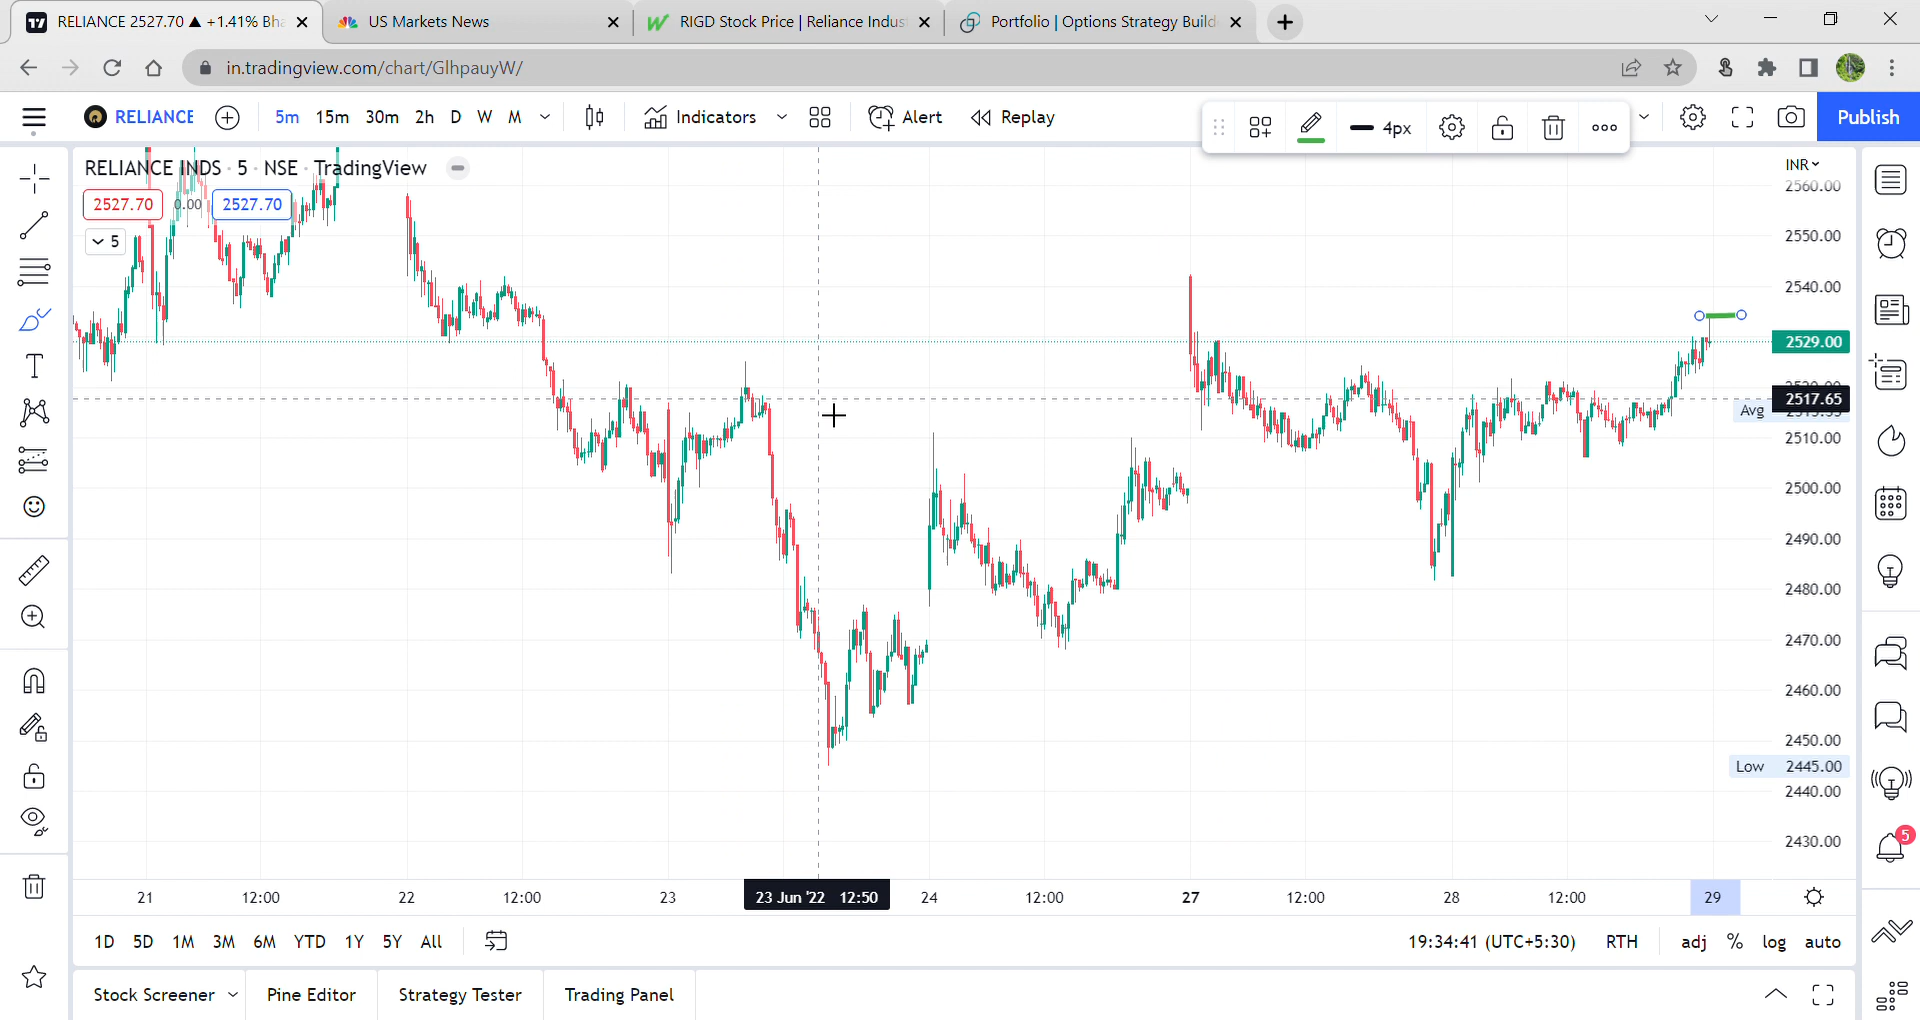 RELIANCE 2527.70 ▲ +1.41% Bha
US Markets News
RIGD Stock Price | Reliance Indus
Portfolio | Options Strategy Build
in.tradingview.com/chart/GlhpauyW/
RELIANCE
5m 15m 30m 2h D W M
Indicators
Alert
Replay
4px
Publish
RELIANCE INDS · 5 · NSE · TradingView
2527.70 0.00 2527.70
5
INR
2560.00
2550.00
2540.00
2529.00
2517.65
Avg
2510.00
2500.00
2490.00
2480.00
2470.00
2460.00
2450.00
Low 2445.00
2440.00
2430.00
21 12:00 22 12:00 23 23 Jun '22 12:50 24 12:00 27 12:00 28 12:00 29
1D 5D 1M 3M 6M YTD 1Y 5Y All
19:34:41 (UTC+5:30) RTH adj % log auto
Stock Screener Pine Editor Strategy Tester Trading Panel
5